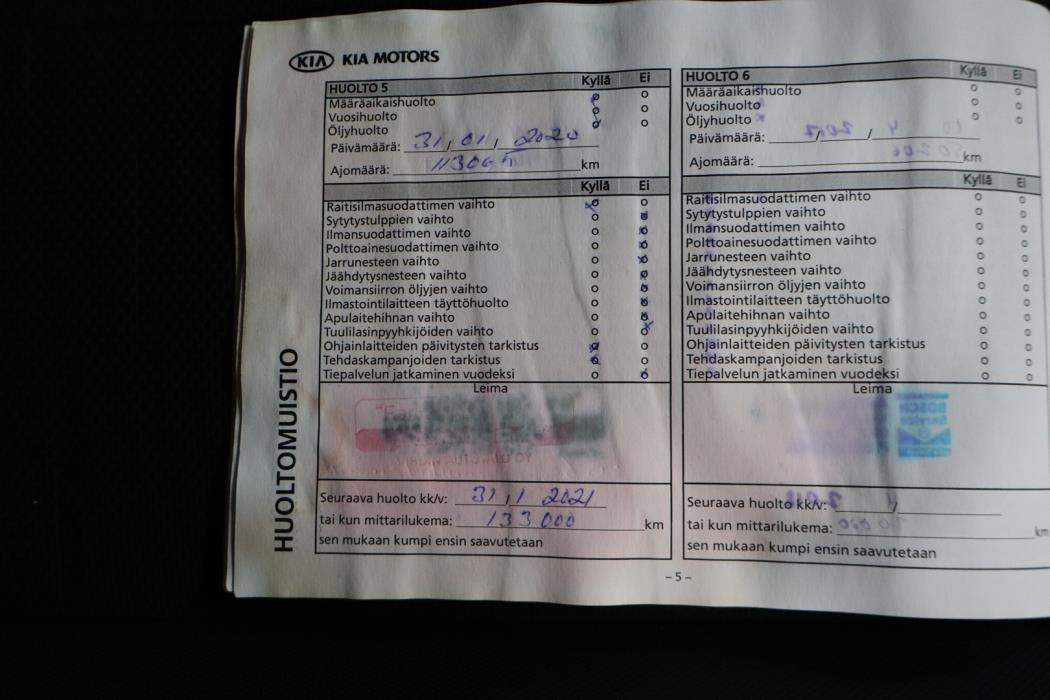 KIA KIA MOTORS
HUOLTOMUISTIO
HUOLTO 5 Kyllä Ei
Määräaikaishuolto
Vuosihuolto
Öljyhuolto
Päivämäärä: 31, 01, 2020
Ajomäärä: km
Kyllä Ei
Raitisilmasuodattimen vaihto
Sytytystulppien vaihto
Ilmansuodattimen vaihto
Polttoainesuodattimen vaihto
Jarrunesteen vaihto
Jäähdytysnesteen vaihto
Voimansiirron öljyjen vaihto
Ilmastointilaitteen täyttöhuolto
Apulaitehihnan vaihto
Tuulilasinpyyhkijöiden vaihto
Ohjainlaitteiden päivitysten tarkistus
Tehdaskampanjoiden tarkistus
Tiepalvelun jatkaminen vuodeksi
Leima
Seuraava huolto kk/v: 31, 1 2021
tai kun mittarilukema: 133000 km
sen mukaan kumpi ensin saavutetaan
HUOLTO 6 Kyllä Ei
Määräaikaishuolto
Vuosihuolto
Öljyhuolto
Päivämäärä: / /
Ajomäärä: km
Kyllä Ei
Raitisilmasuodattimen vaihto
Sytytystulppien vaihto
Ilmansuodattimen vaihto
Polttoainesuodattimen vaihto
Jarrunesteen vaihto
Jäähdytysnesteen vaihto
Voimansiirron öljyjen vaihto
Ilmastointilaitteen täyttöhuolto
Apulaitehihnan vaihto
Tuulilasinpyyhkijöiden vaihto
Ohjainlaitteiden päivitysten tarkistus
Tehdaskampanjoiden tarkistus
Tiepalvelun jatkaminen vuodeksi
Leima
Seuraava huolto kk/v: /
tai kun mittarilukema: km
sen mukaan kumpi ensin saavutetaan
– 5 –